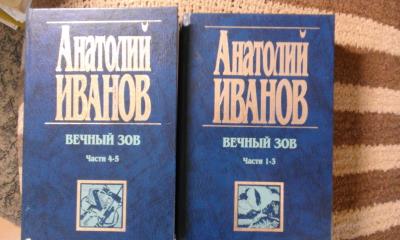 Анатолий
ИВАНОВ
ВЕЧНЫЙ ЗОВ
Части 4-5
Анатолий
ИВАНОВ
ВЕЧНЫЙ ЗОВ
Части 1-3